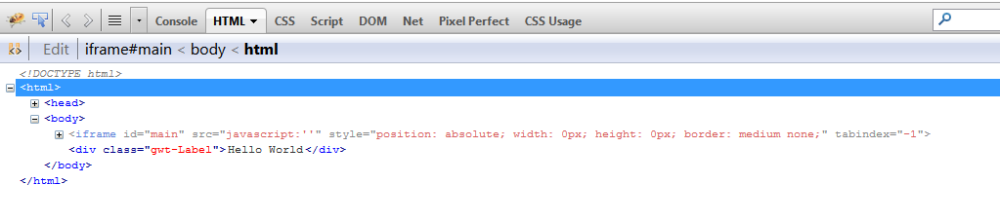 Console HTML CSS Script DOM Net Pixel Perfect CSS Usage
Edit iframe#main < body < html
<!DOCTYPE html>
<html>
<head>
<body>
<iframe id="main" src="javascript:''" style="position: absolute; width: 0px; height: 0px; border: medium none;" tabindex="-1">
<div class="gwt-Label">Hello World</div>
</body>
</html>